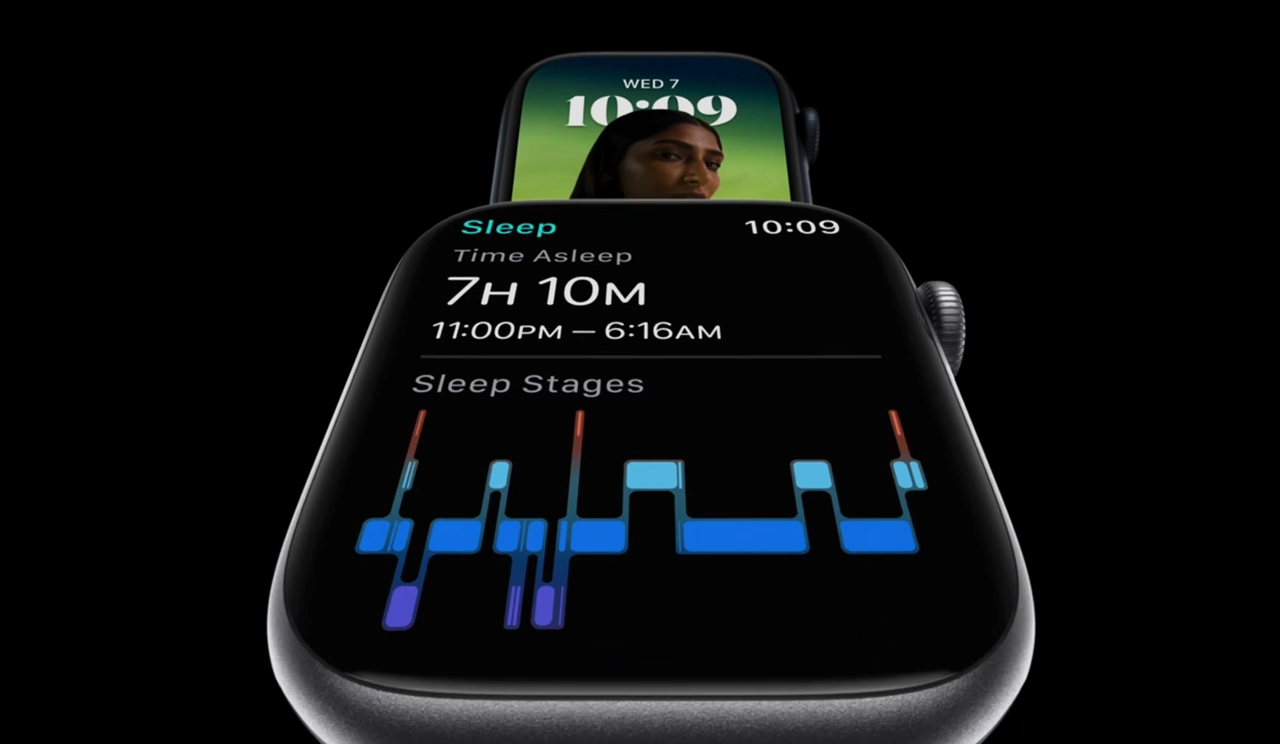 WED 7
10:09
Sleep 10:09
Time Asleep
7H 10M
11:00PM – 6:16AM
Sleep Stages